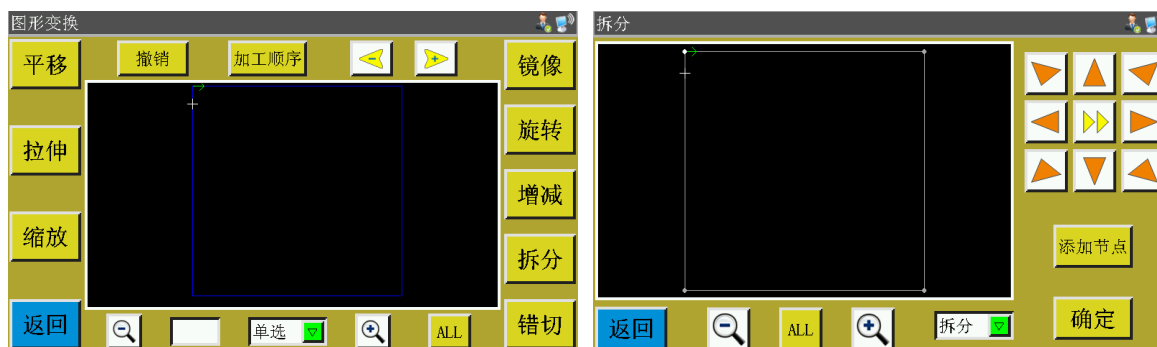 图形变换
平移
撤销
加工顺序
镜像
旋转
拉伸
增减
缩放
拆分
返回
单选
ALL
错切
拆分
添加节点
返回
ALL
拆分
确定